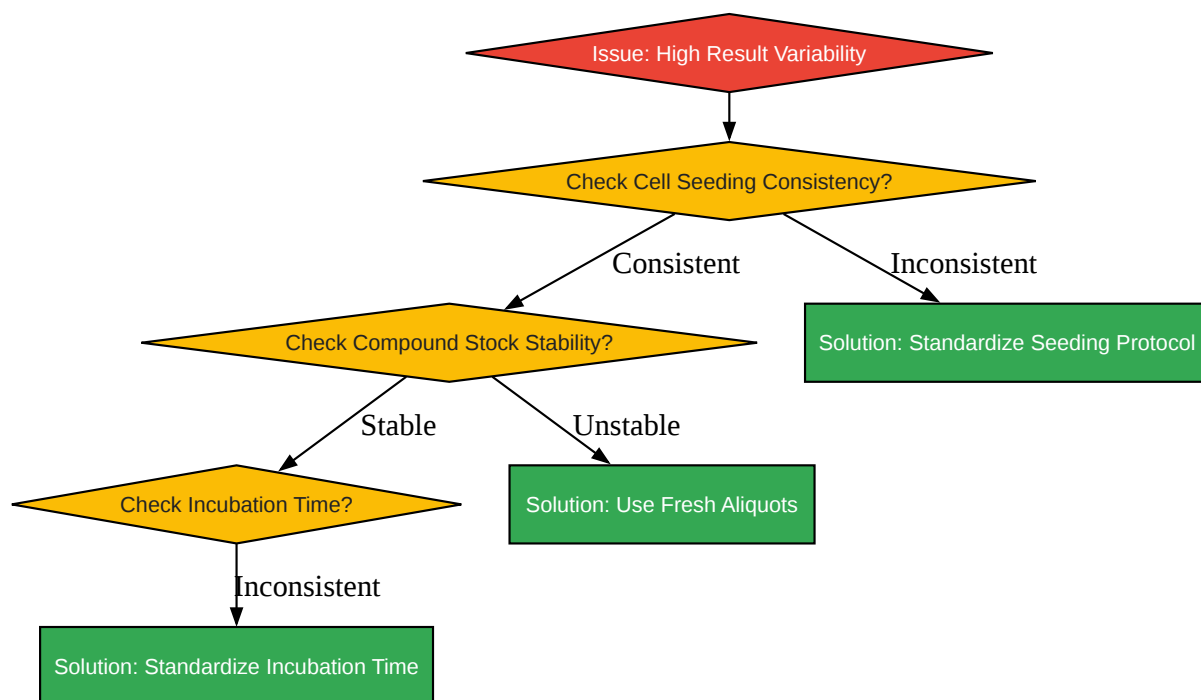 Issue: High Result Variability
Check Cell Seeding Consistency?
Consistent
Inconsistent
Check Compound Stock Stability?
Solution: Standardize Seeding Protocol
Stable
Unstable
Check Incubation Time?
Solution: Use Fresh Aliquots
Inconsistent
Solution: Standardize Incubation Time